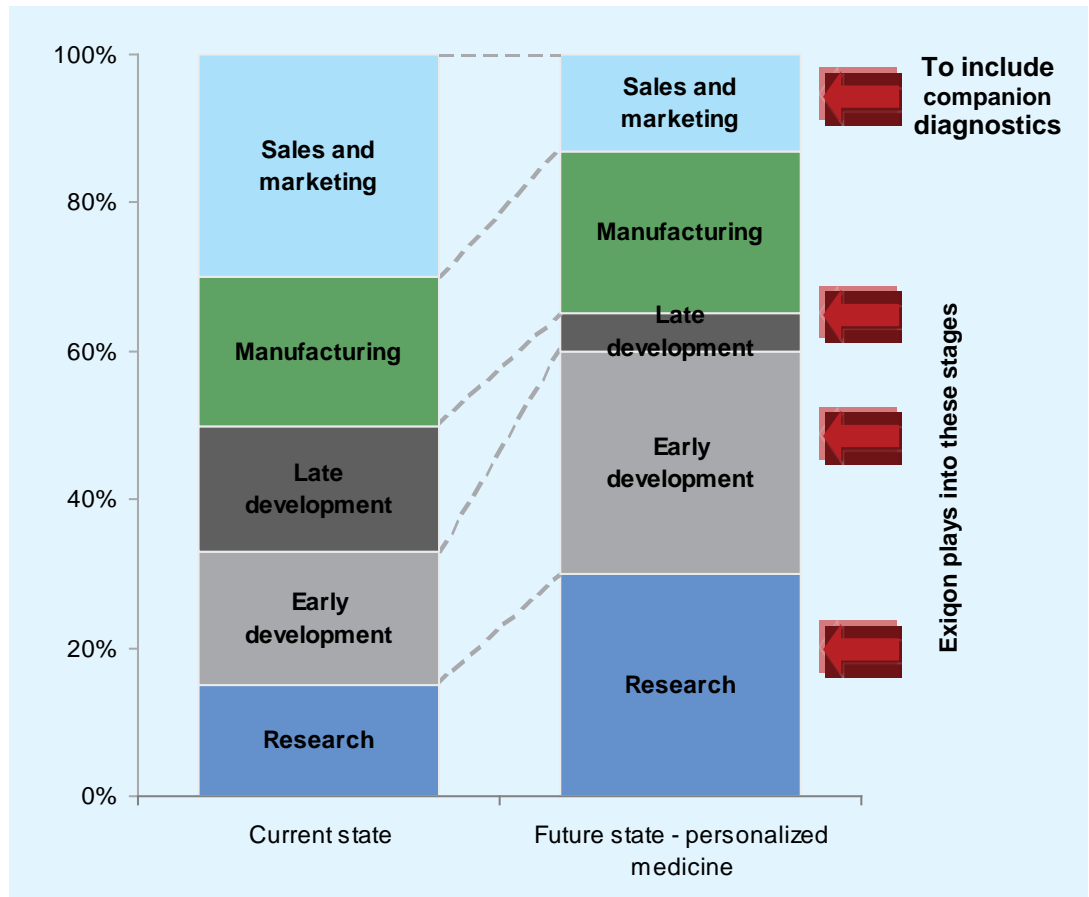 100%
80%
60%
40%
20%
0%
Sales and
marketing
Manufacturing
Late
development
Early
development
Research
Sales and
marketing
Manufacturing
Late
development
Early
development
Research
Current state
Future state - personalized
medicine
To include
companion
diagnostics
Exiqon plays into these stages